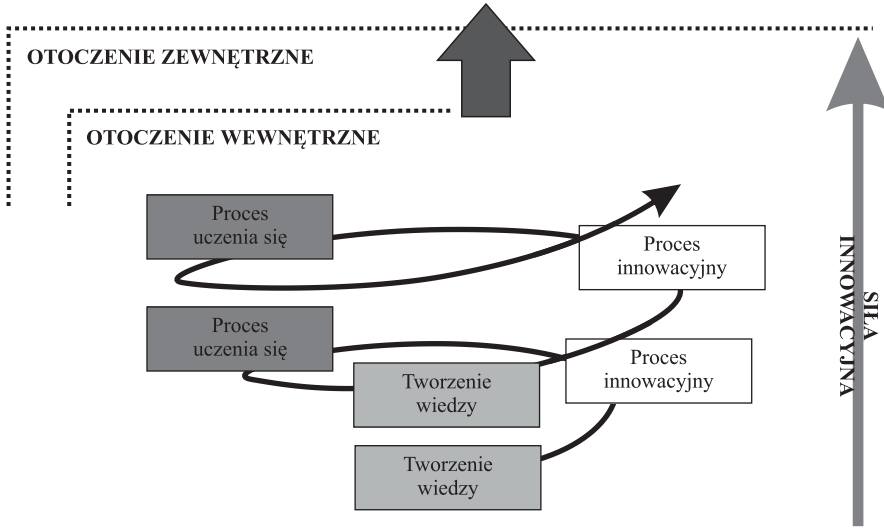 OTOCZENIE ZEWNĘTRZNE
OTOCZENIE WEWNĘTRZNE
Proces
uczenia się
Proces
innowacyjny
Proces
uczenia się
Proces
innowacyjny
Tworzenie
wiedzy
Tworzenie
wiedzy
SIŁA
INNOWACYJNA